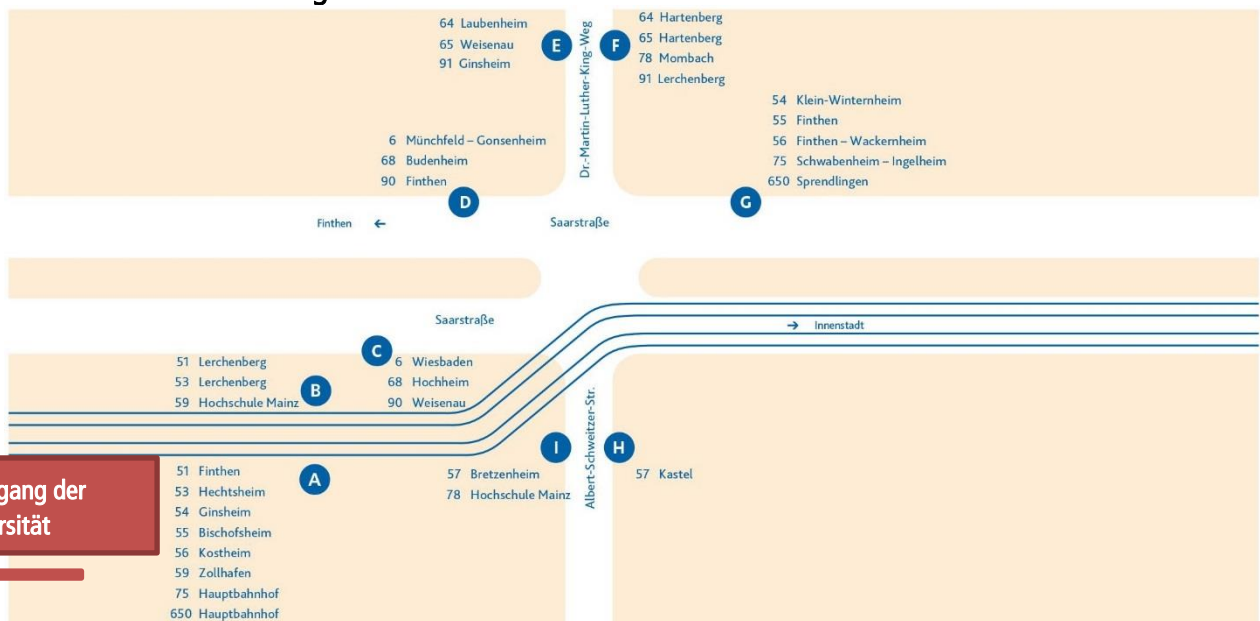 64 Laubenheim
65 Weisenau
91 Ginsheim
E
Dr.-Martin-Luther-King-Weg
F
64 Hartenberg
65 Hartenberg
78 Mombach
91 Lerchenberg
54 Klein-Winternheim
55 Finthen
56 Finthen – Wackernheim
75 Schwabenheim – Ingelheim
650 Sprendlingen
G
6 Münchfeld – Gonsenheim
68 Budenheim
90 Finthen
D
Finthen ←
Saarstraße
Saarstraße
→ Innenstadt
C
6 Wiesbaden
68 Hochheim
90 Weisenau
51 Lerchenberg
53 Lerchenberg
59 Hochschule Mainz
B
A
51 Finthen
53 Hechtsheim
54 Ginsheim
55 Bischofsheim
56 Kostheim
59 Zollhafen
75 Hauptbahnhof
650 Hauptbahnhof
I
57 Bretzenheim
78 Hochschule Mainz
Albert-Schweitzer-Str.
H
57 Kastel
gang der
rsität